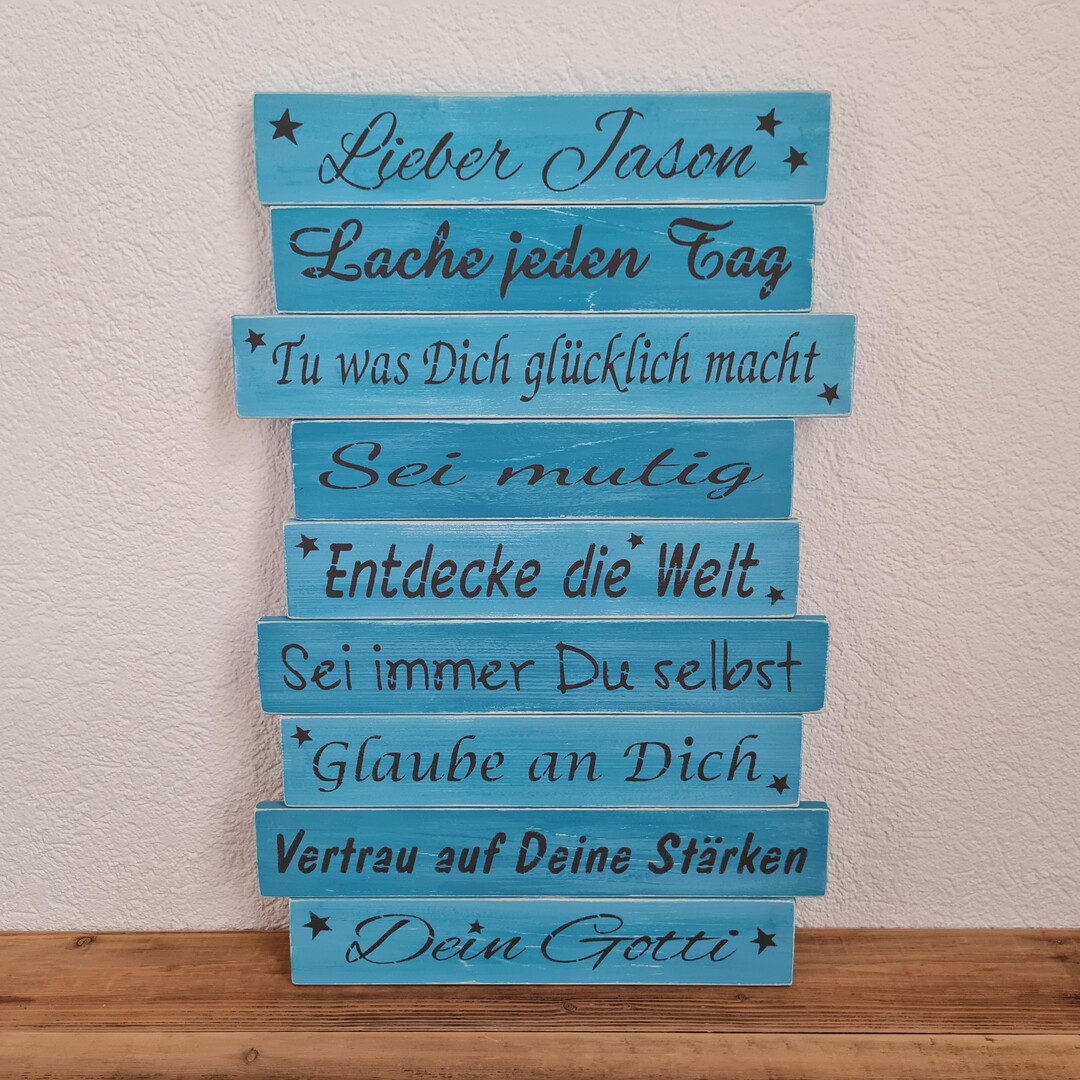 Lieber Jason
Lache jeden Tag
Tu was Dich glücklich macht
Sei mutig
Entdecke die Welt
Sei immer Du selbst
Glaube an Dich
Vertrau auf Deine Stärken
Dein Gotti